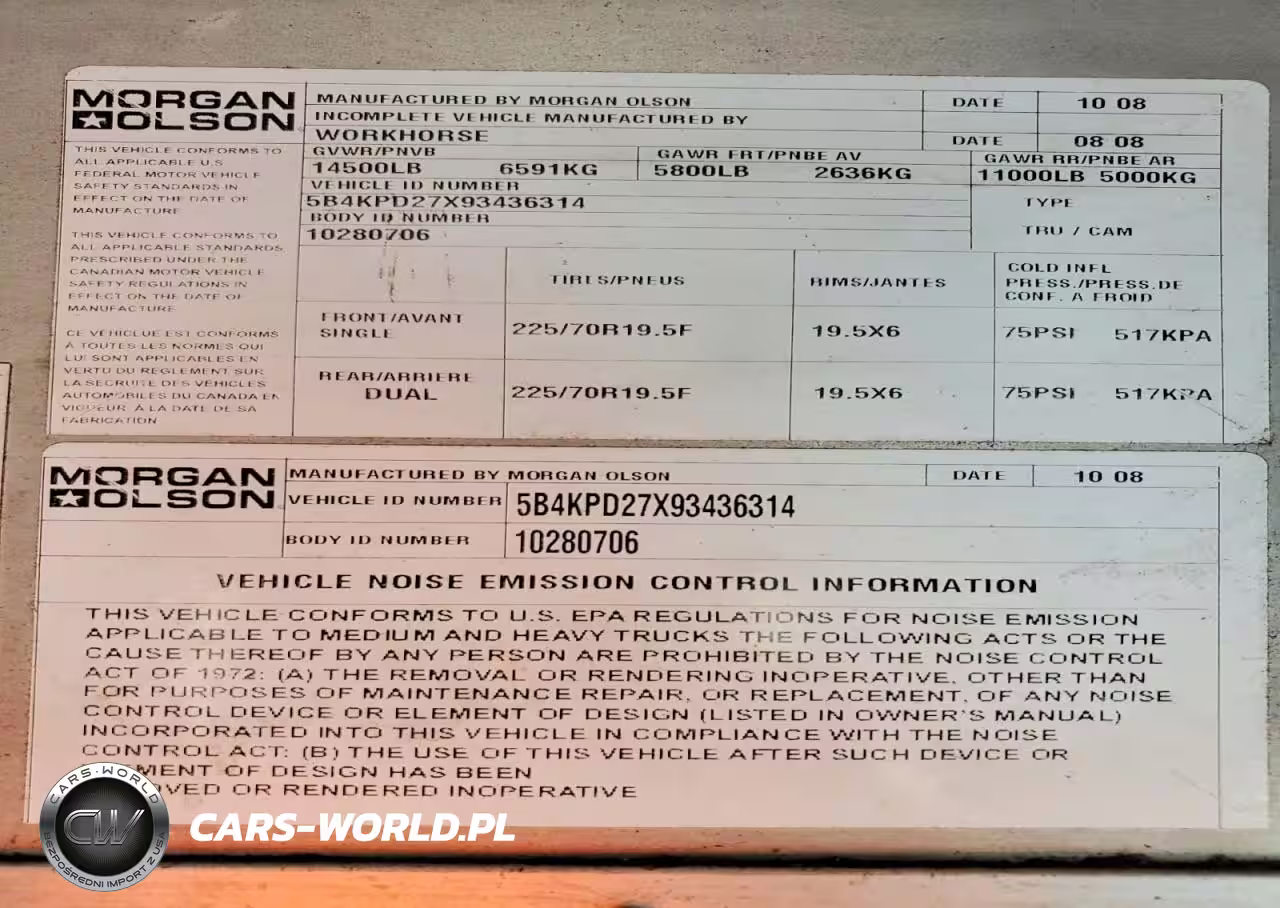 MORGAN
OLSON
MANUFACTURED BY MORGAN OLSON DATE 10 08
INCOMPLETE VEHICLE MANUFACTURED BY
WORKHORSE DATE 08 08
GVWR/PNVB GAWR FRT/PNBE AV GAWR RR/PNBE AR
14500LB 6591KG 5800LB 2636KG 11000LB 5000KG
VEHICLE ID NUMBER
5B4KPD27X93436314
BODY ID NUMBER
10280706
TYPE
TRU / CAM
THIS VEHICLE CONFORMS TO
ALL APPLICABLE U.S
FEDERAL MOTOR VEHICLE
SAFETY STANDARDS IN
EFFECT ON THE DATE OF
MANUFACTURE
THIS VEHICLE CONFORMS TO
ALL APPLICABLE STANDARDS
PRESCRIBED UNDER THE
CANADIAN MOTOR VEHICLE
SAFETY REGULATIONS IN
EFFECT ON THE DATE OF
MANUFACTURE
CE VEHICLUE EST CONFORMS
À TOUTES LES NORMES QUI
LUI SONT APPLICABLES EN
VERTU DU REGLEMENT SUR
LA SECRUITE DES VEHICLES
AUTOMOBILES DU CANADA EN
VIGUEUR À LA DATE DE SA
FABRICATION
TIRES/PNEUS RIMS/JANTES COLD INFL
PRESS./PRESS.DE
CONF. A FROID
FRONT/AVANT
SINGLE 225/70R19.5F 19.5X6 75PSI 517KPA
REAR/ARRIERE
DUAL 225/70R19.5F 19.5X6 75PSI 517KPA
MORGAN
OLSON
MANUFACTURED BY MORGAN OLSON DATE 10 08
VEHICLE ID NUMBER 5B4KPD27X93436314
BODY ID NUMBER 10280706
VEHICLE NOISE EMISSION CONTROL INFORMATION
THIS VEHICLE CONFORMS TO U.S. EPA REGULATIONS FOR NOISE EMISSION
APPLICABLE TO MEDIUM AND HEAVY TRUCKS THE FOLLOWING ACTS OR THE
CAUSE THEREOF BY ANY PERSON ARE PROHIBITED BY THE NOISE CONTROL
ACT OF 1972: (A) THE REMOVAL OR RENDERING INOPERATIVE, OTHER THAN
FOR PURPOSES OF MAINTENANCE REPAIR, OR REPLACEMENT, OF ANY NOISE
CONTROL DEVICE OR ELEMENT OF DESIGN (LISTED IN OWNER'S MANUAL)
INCORPORATED INTO THIS VEHICLE IN COMPLIANCE WITH THE NOISE
CONTROL ACT: (B) THE USE OF THIS VEHICLE AFTER SUCH DEVICE OR
MENT OF DESIGN HAS BEEN
VED OR RENDERED INOPERATIVE
CARS-WORLD
CW
BEZPOŚREDNI IMPORT Z USA
CARS-WORLD.PL